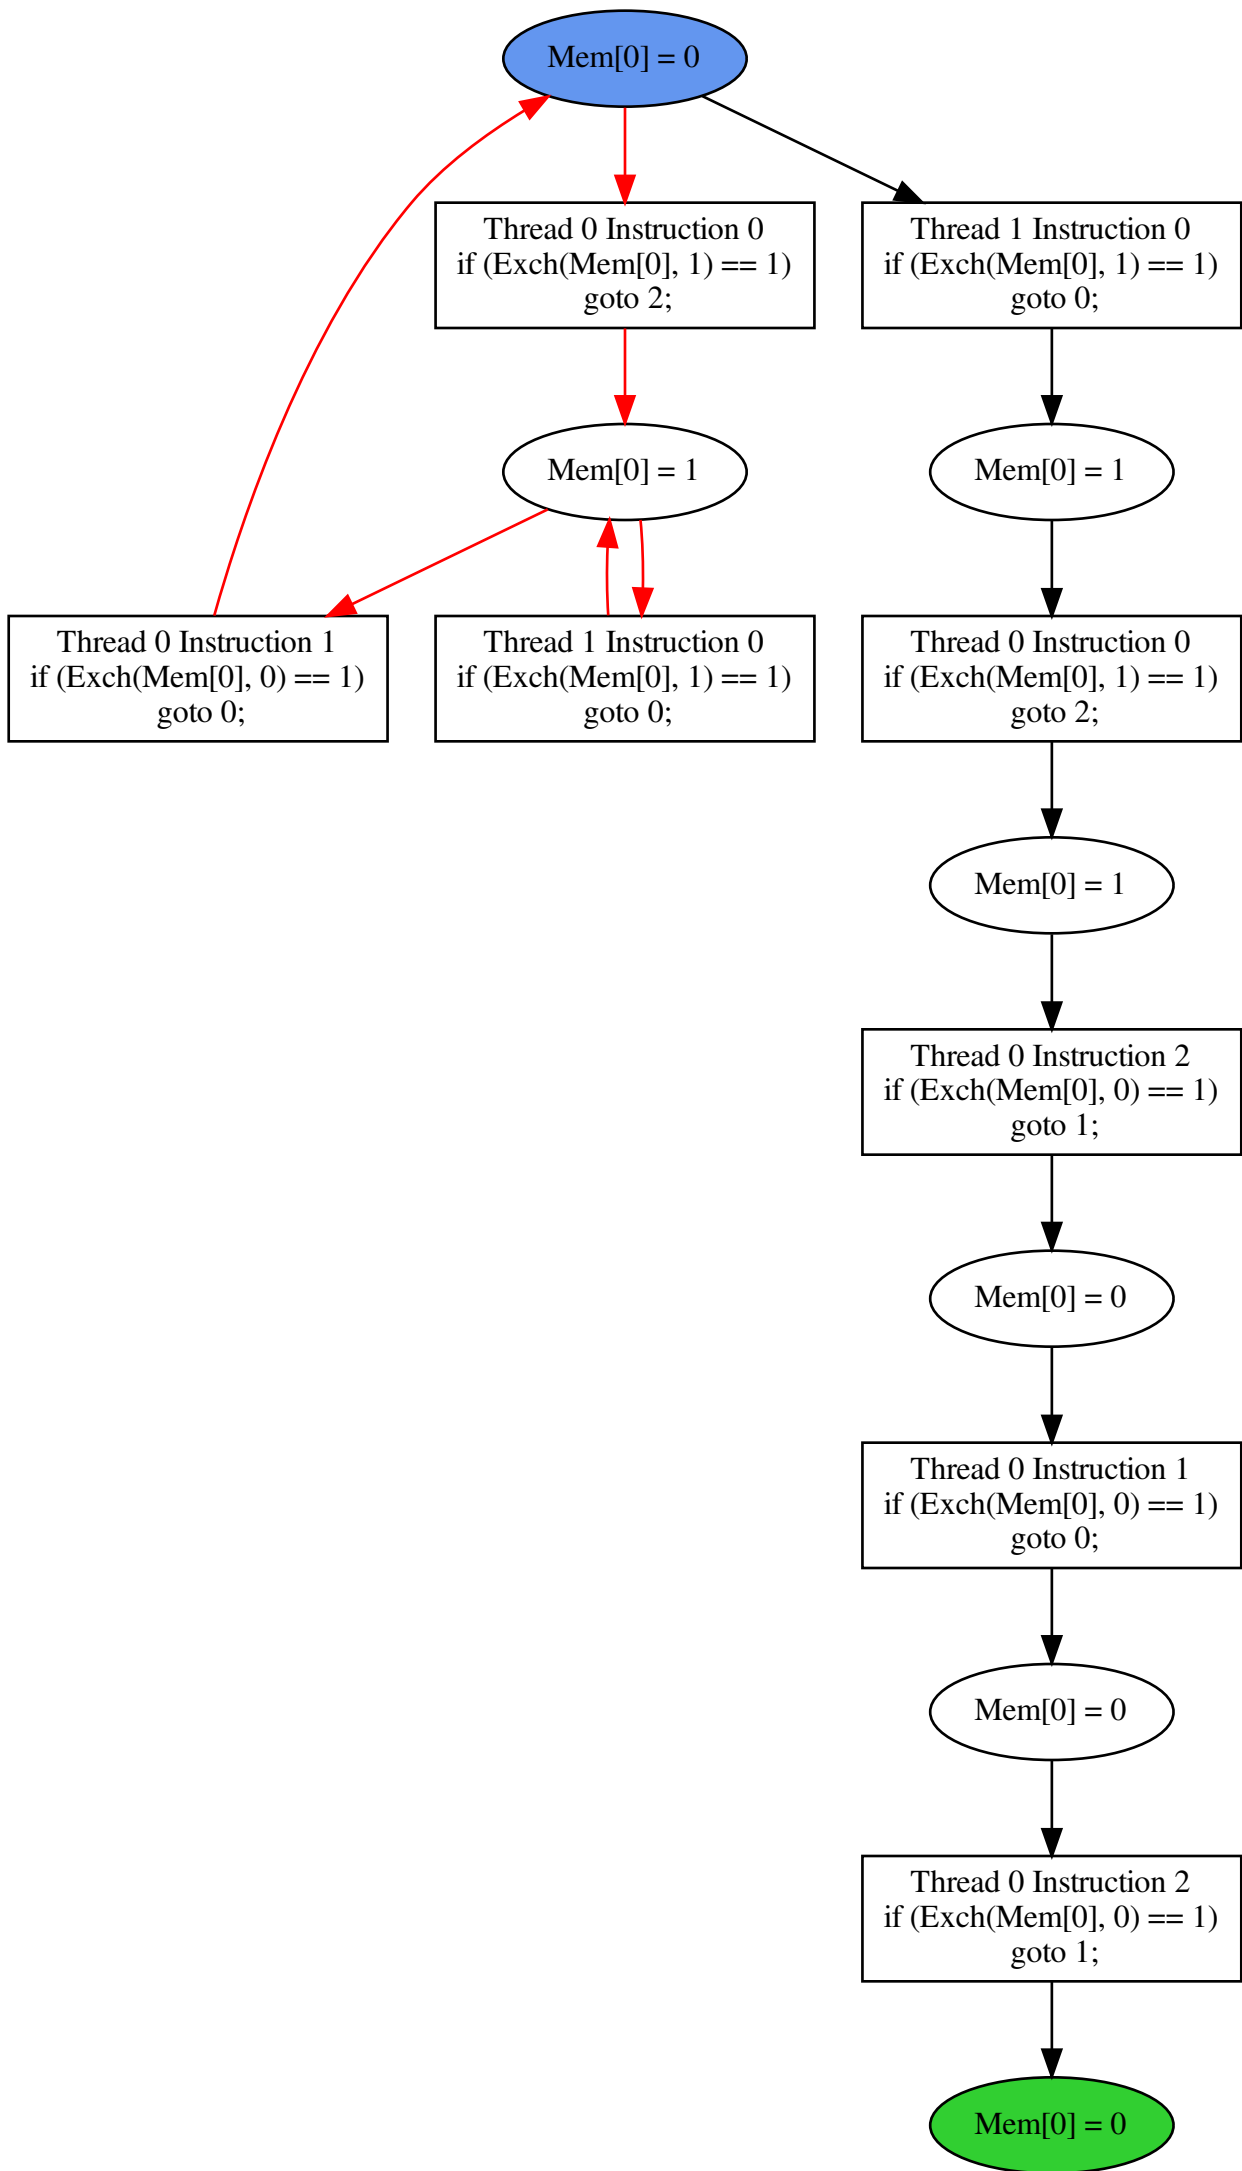 Mem[0] = 0
Thread 0 Instruction 0
if (Exch(Mem[0], 1) == 1)
goto 2;
Thread 1 Instruction 0
if (Exch(Mem[0], 1) == 1)
goto 0;
Mem[0] = 1
Mem[0] = 1
Thread 0 Instruction 1
if (Exch(Mem[0], 0) == 1)
goto 0;
Thread 1 Instruction 0
if (Exch(Mem[0], 1) == 1)
goto 0;
Thread 0 Instruction 0
if (Exch(Mem[0], 1) == 1)
goto 2;
Mem[0] = 1
Thread 0 Instruction 2
if (Exch(Mem[0], 0) == 1)
goto 1;
Mem[0] = 0
Thread 0 Instruction 1
if (Exch(Mem[0], 0) == 1)
goto 0;
Mem[0] = 0
Thread 0 Instruction 2
if (Exch(Mem[0], 0) == 1)
goto 1;
Mem[0] = 0